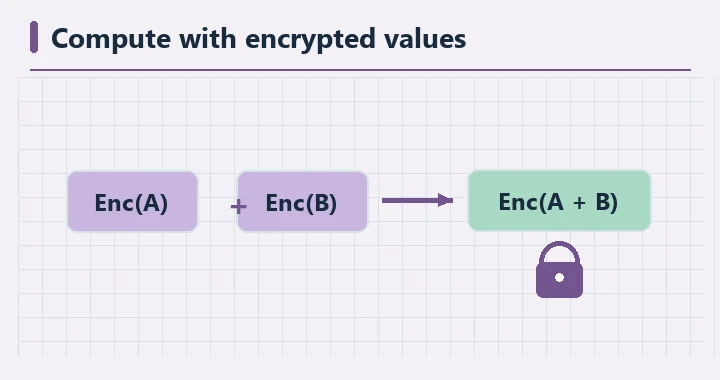 Compute with encrypted values
Enc(A) + Enc(B) Enc(A + B)